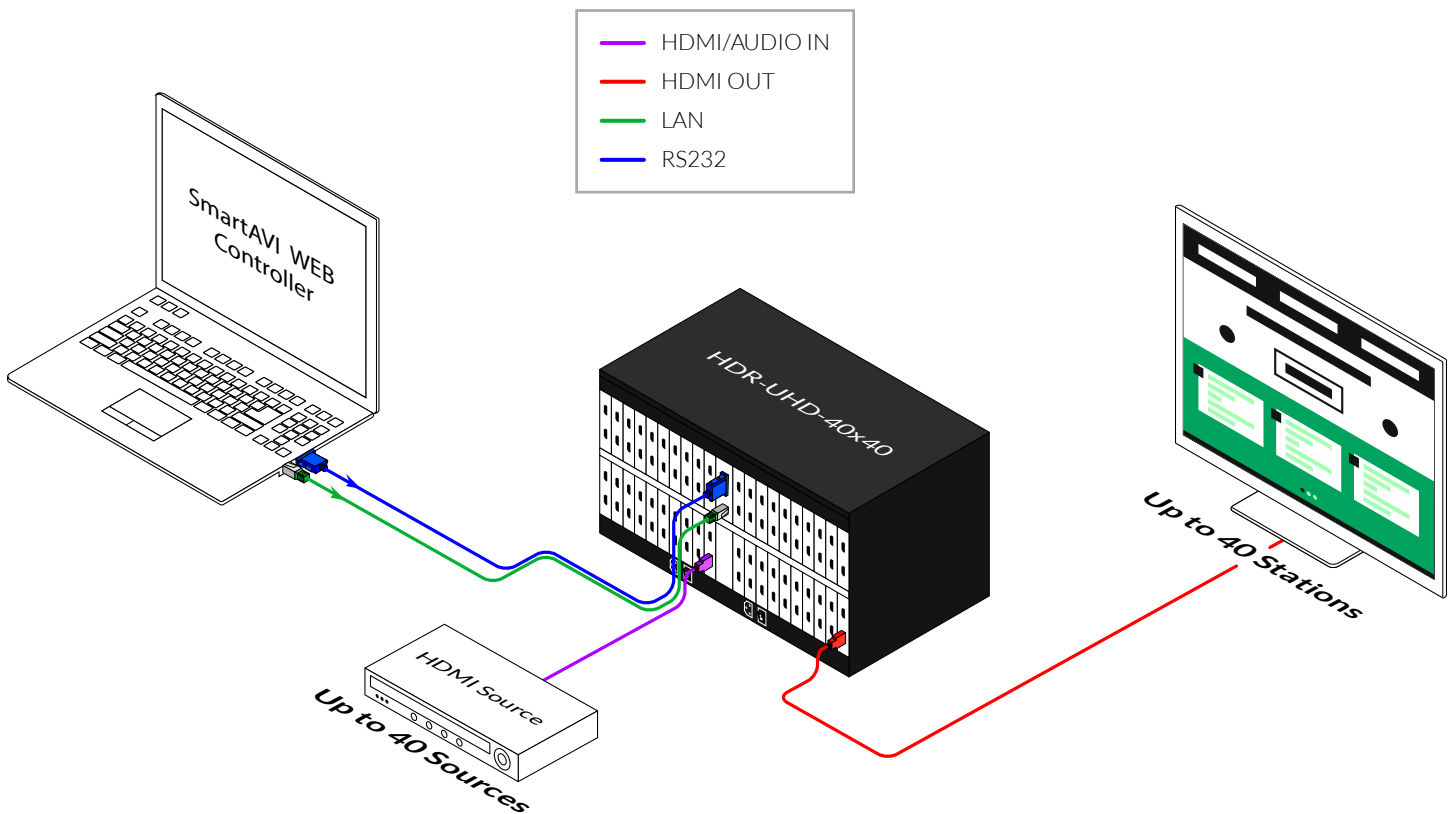 HDMI/AUDIO IN
HDMI OUT
LAN
RS232
SmartAVI WEB
Controller
HDR-UHD-40x40
Up to 40 Stations
HDMI Source
Up to 40 Sources